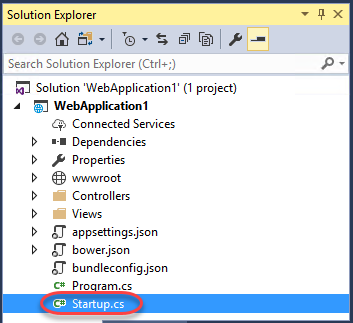 Solution Explorer
Search Solution Explorer (Ctrl+;)
Solution 'WebApplication1' (1 project)
WebApplication1
Connected Services
Dependencies
Properties
wwwroot
Controllers
Views
appsettings.json
bower.json
bundleconfig.json
C# Program.cs
C# Startup.cs